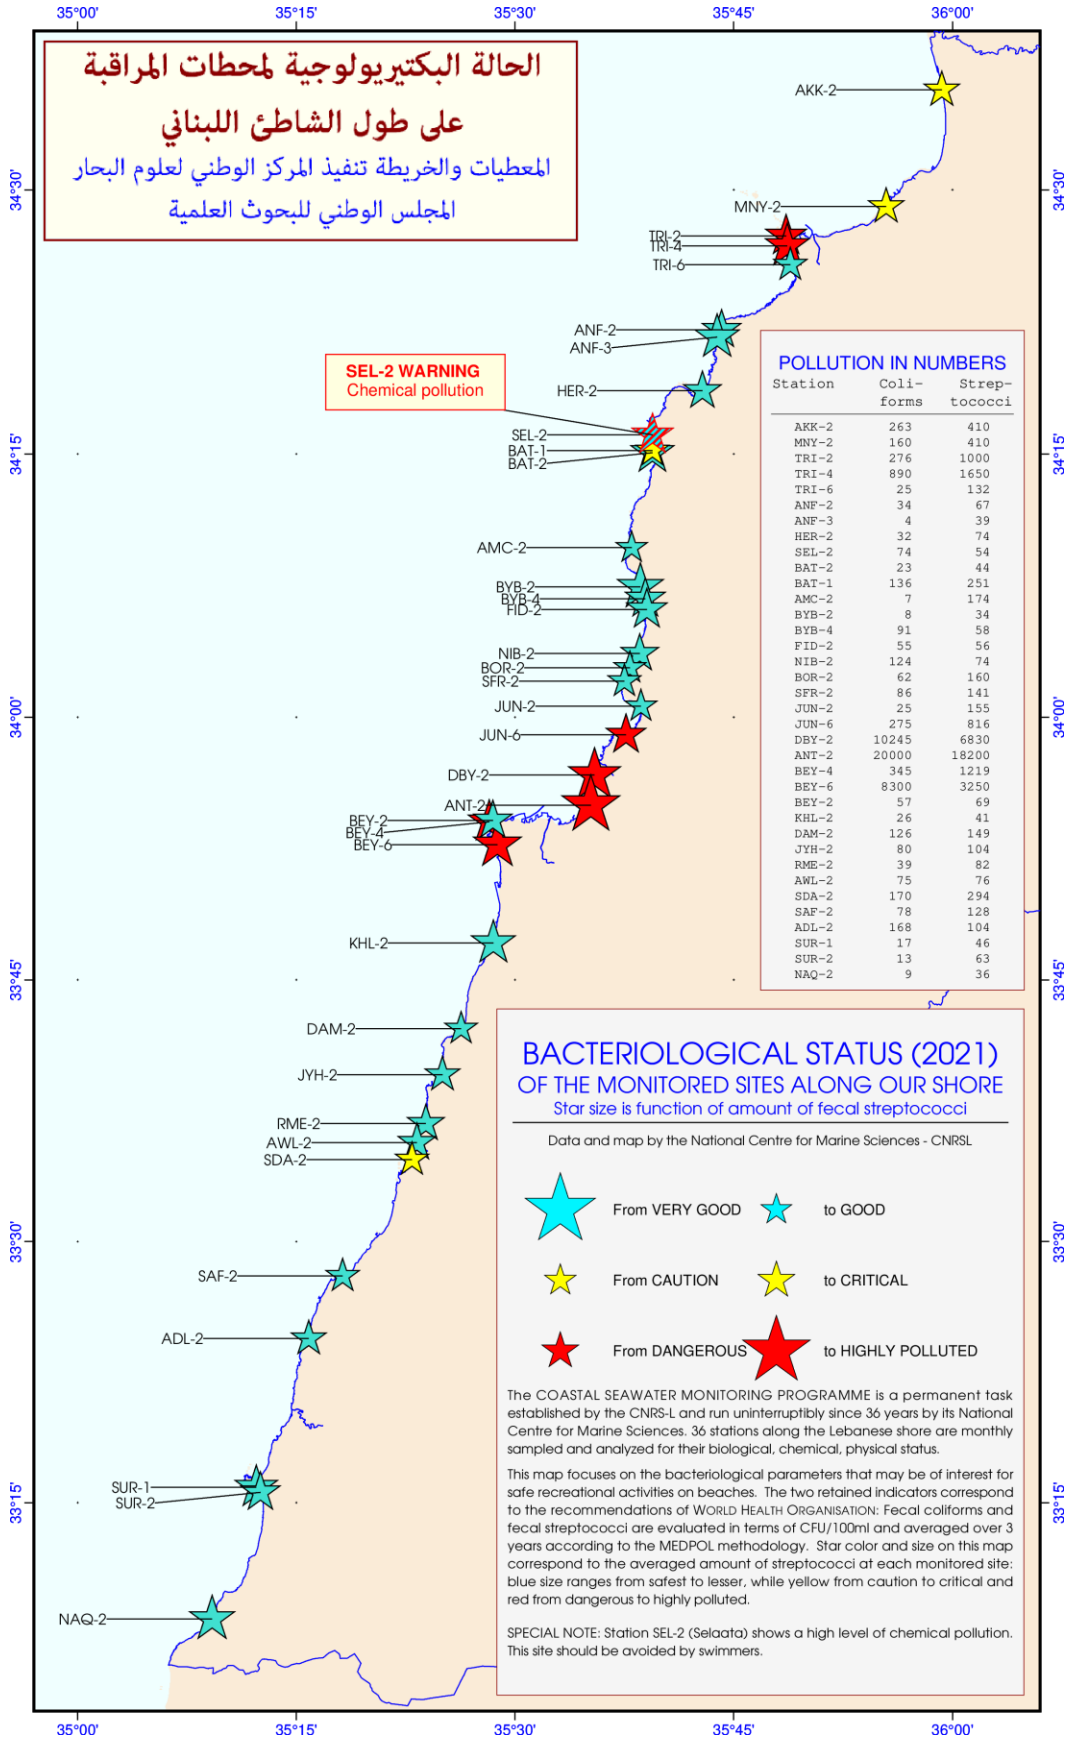 35°00'
35°15'
35°30'
35°45'
36°00'
الحالة البكتيريولوجية لمحطات المراقبة
على طول الشاطئ اللبناني
المعطيات والخريطة تنفيذ المركز الوطني لعلوم البحار
المجلس الوطني للبحوث العلمية
34°30'
34°15'
34°00'
33°45'
33°30'
33°15'
34°30'
34°15'
34°00'
33°45'
33°30'
33°15'
AKK-2
MNY-2
TRI-2
TRI-4
TRI-6
ANF-2
ANF-3
HER-2
SEL-2 WARNING
Chemical pollution
SEL-2
BAT-1
BAT-2
AMC-2
BYB-2
BYB-4
FID-2
NIB-2
BOR-2
SFR-2
JUN-2
JUN-6
DBY-2
ANT-2
BEY-2
BEY-4
BEY-6
KHL-2
DAM-2
JYH-2
RME-2
AWL-2
SDA-2
SAF-2
ADL-2
SUR-1
SUR-2
NAQ-2
POLLUTION IN NUMBERS
Station Coli- Strep-
forms tococci
AKK-2 263 410
MNY-2 160 410
TRI-2 276 1000
TRI-4 890 1650
TRI-6 25 132
ANF-2 34 67
ANF-3 4 39
HER-2 32 74
SEL-2 74 54
BAT-2 23 44
BAT-1 136 251
AMC-2 7 174
BYB-2 8 34
BYB-4 91 58
FID-2 55 56
NIB-2 124 74
BOR-2 62 160
SFR-2 86 141
JUN-2 25 155
JUN-6 275 816
DBY-2 10245 6830
ANT-2 20000 18200
BEY-4 345 1219
BEY-6 8300 3250
BEY-2 57 69
KHL-2 26 41
DAM-2 126 149
JYH-2 80 104
RME-2 39 82
AWL-2 75 76
SDA-2 170 294
SAF-2 78 128
ADL-2 168 104
SUR-1 17 46
SUR-2 13 63
NAQ-2 9 36
BACTERIOLOGICAL STATUS (2021)
OF THE MONITORED SITES ALONG OUR SHORE
Star size is function of amount of fecal streptococci
Data and map by the National Centre for Marine Sciences - CNRSL
From VERY GOOD to GOOD
From CAUTION to CRITICAL
From DANGEROUS to HIGHLY POLLUTED
The COASTAL SEAWATER MONITORING PROGRAMME is a permanent task
established by the CNRS-L and run uninterruptibly since 36 years by its National
Centre for Marine Sciences. 36 stations along the Lebanese shore are monthly
sampled and analyzed for their biological, chemical, physical status.
This map focuses on the bacteriological parameters that may be of interest for
safe recreational activities on beaches. The two retained indicators correspond
to the recommendations of WORLD HEALTH ORGANISATION: Fecal coliforms and
fecal streptococci are evaluated in terms of CFU/100ml and averaged over 3
years according to the MEDPOL methodology. Star color and size on this map
correspond to the averaged amount of streptococci at each monitored site:
blue size ranges from safest to lesser, while yellow from caution to critical and
red from dangerous to highly polluted.
SPECIAL NOTE: Station SEL-2 (Selaata) shows a high level of chemical pollution.
This site should be avoided by swimmers.
35°00'
35°15'
35°30'
35°45'
36°00'